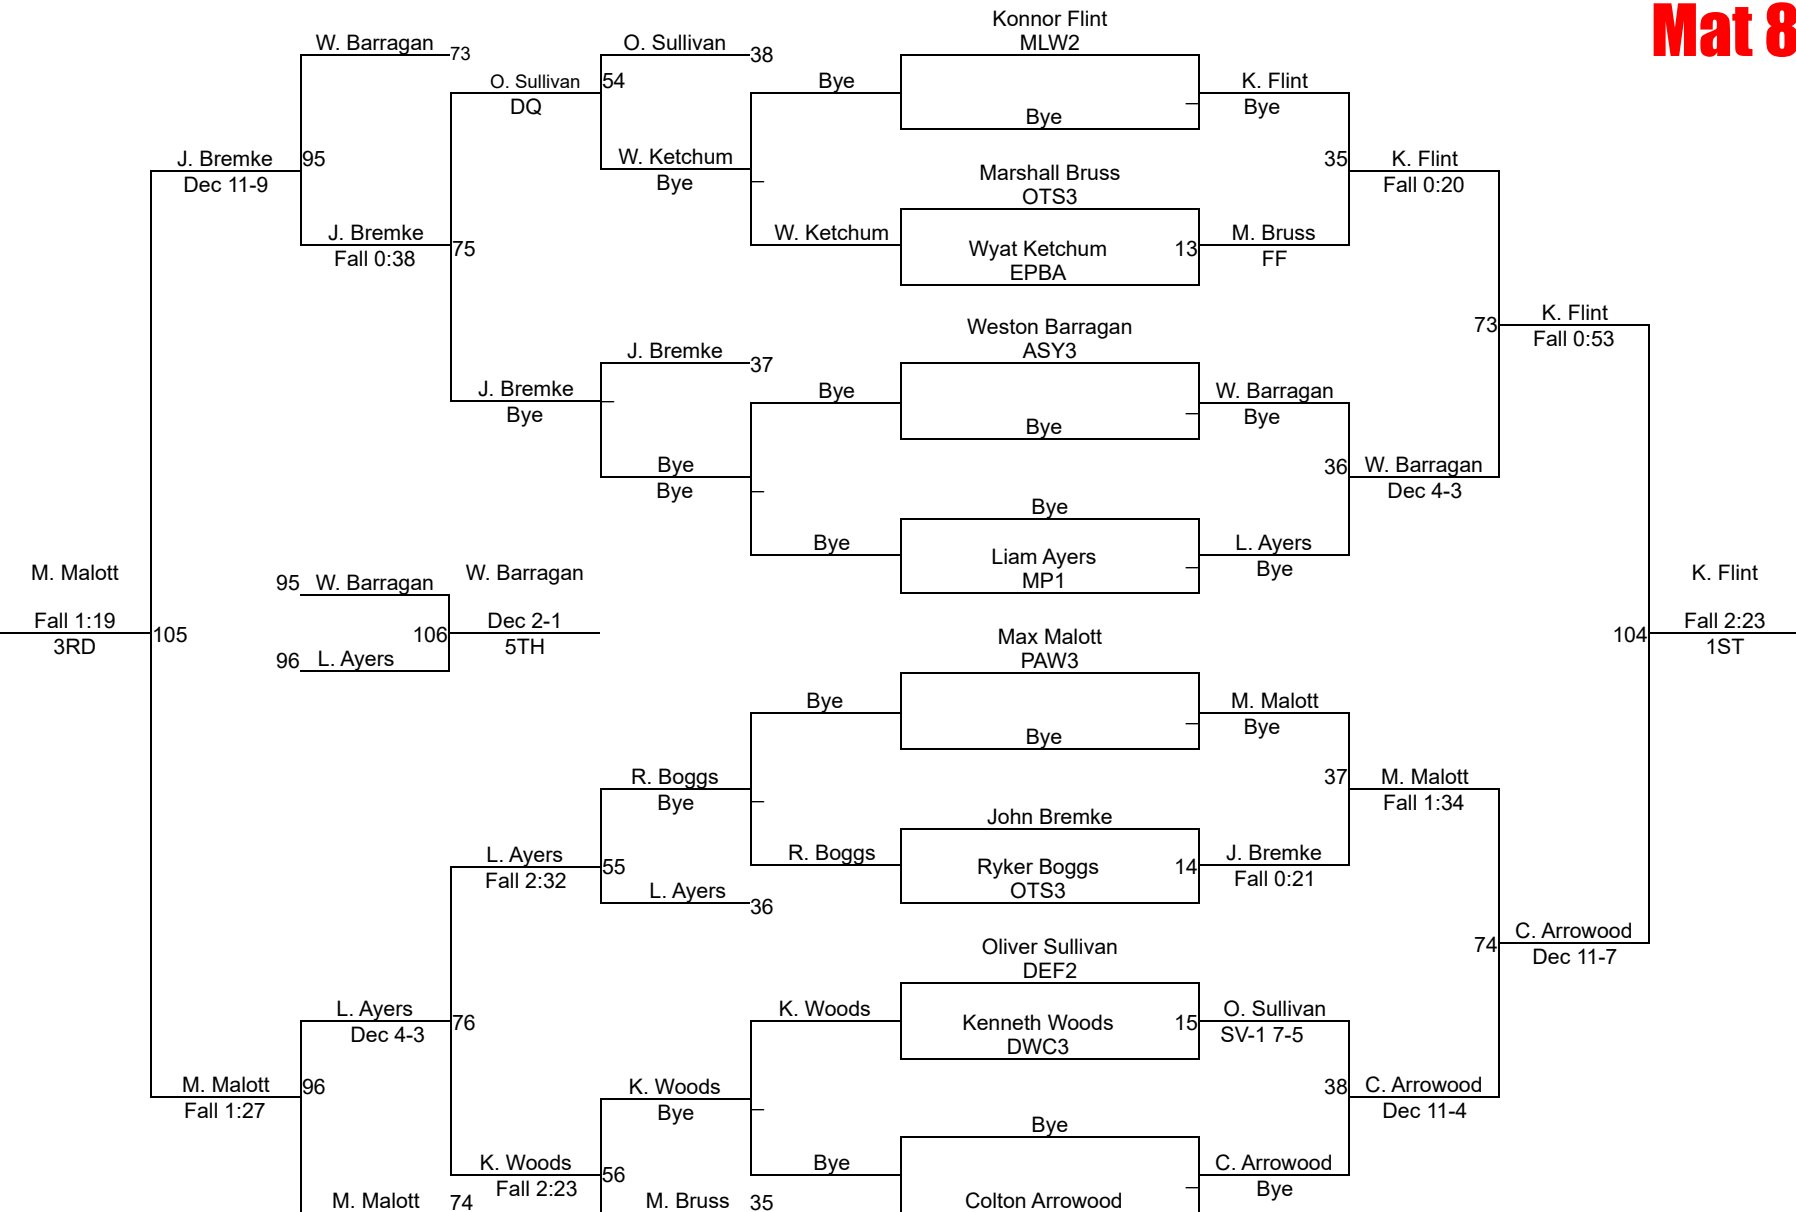 Mat 8
Konnor Flint
MLW2
W. Barragan 73
O. Sullivan 38
O. Sullivan 54
DQ
Bye
Bye
K. Flint
Bye
J. Bremke 95
Dec 11-9
W. Ketchum
Bye
Marshall Bruss
OTS3
35 K. Flint
Fall 0:20
J. Bremke
Fall 0:38
75
W. Ketchum
Wyat Ketchum 13
EPBA
M. Bruss
FF
Weston Barragan
ASY3
73 K. Flint
Fall 0:53
J. Bremke 37
J. Bremke
Bye
Bye
Bye
W. Barragan
Bye
Bye
Bye
36 W. Barragan
Dec 4-3
Bye
Bye
Liam Ayers
MP1
L. Ayers
Bye
M. Malott
Fall 1:19
3RD
105
95 W. Barragan
96 L. Ayers
106
W. Barragan
Dec 2-1
5TH
K. Flint
104 Fall 2:23
1ST
Max Malott
PAW3
Bye
Bye
M. Malott
Bye
R. Boggs
Bye
37 M. Malott
Fall 1:34
John Bremke
L. Ayers
Fall 2:32
55
R. Boggs
Ryker Boggs 14
OTS3
J. Bremke
Fall 0:21
L. Ayers 36
Oliver Sullivan
DEF2
74 C. Arrowood
Dec 11-7
L. Ayers
Dec 4-3
76
K. Woods
Kenneth Woods 15
DWC3
O. Sullivan
SV-1 7-5
M. Malott 96
Fall 1:27
K. Woods
Bye
38 C. Arrowood
Dec 11-4
Bye
K. Woods
Fall 2:23
56
Bye
C. Arrowood
Bye
M. Malott 74
M. Bruss 35
Colton Arrowood